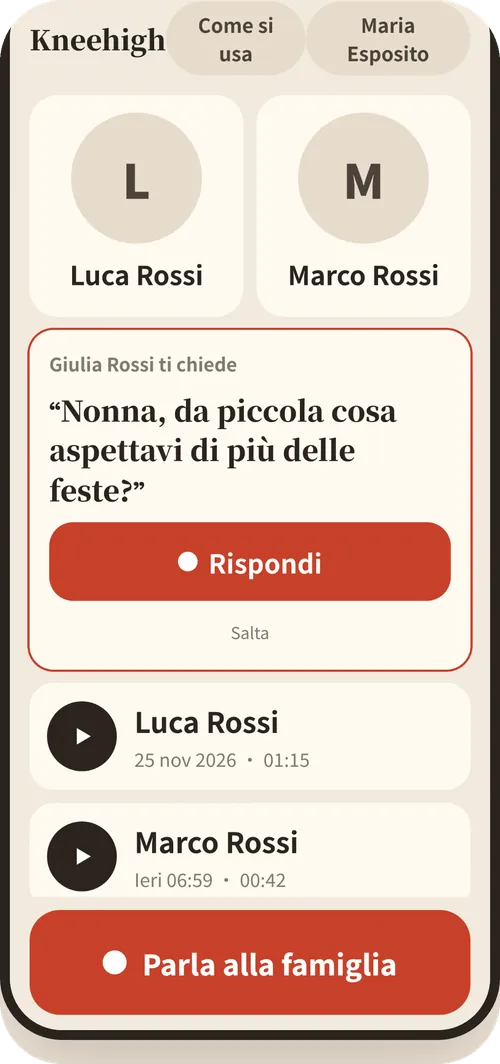 Kneehigh
Come si
usa
Maria
Esposito
L
Luca Rossi
M
Marco Rossi
Giulia Rossi ti chiede
“Nonna, da piccola cosa
aspettavi di più delle
feste?”
Rispondi
Salta
Luca Rossi
25 nov 2026 • 01:15
Marco Rossi
Ieri 06:59 • 00:42
Parla alla famiglia